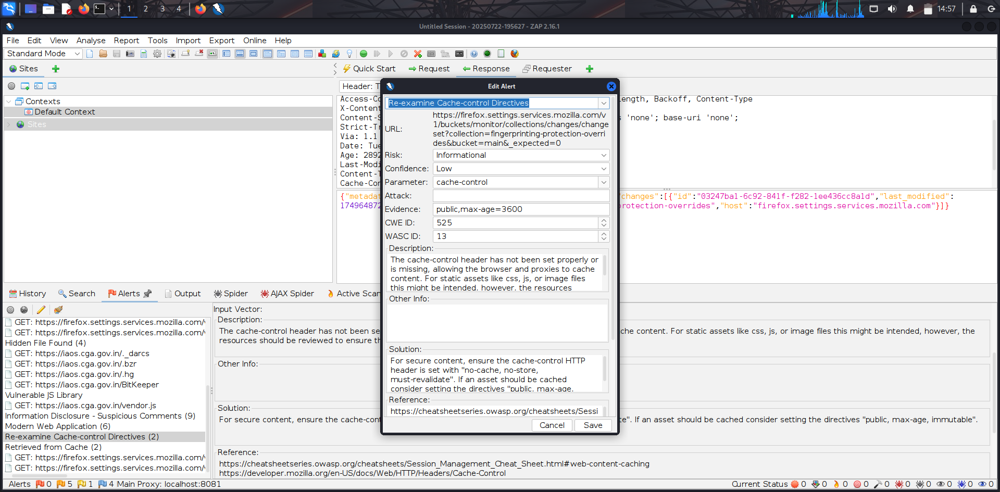 1 2 3 4
14:57
Untitled Session - 20250722-195627 - ZAP 2.16.1
File Edit View Analyse Report Tools Import Export Online Help
Standard Mode
Sites
Quick Start Request Response Requester
Header: T
Contexts
Default Context
Sites
Access-Co
X-Content
Content-S
Strict-Tr
Via: 1.1
Date: Tue
Age: 2892
Last-Modi
Content-T
Cache-Con
ength, Backoff, Content-Type
s 'none'; base-uri 'none';
{"metadat
"changes":[{"id":"03247ba1-6c92-841f-f282-1ee436cc8a1d","last_modified":
174964872
protection-overrides","host":"firefox.settings.services.mozilla.com"}]}
Edit Alert
Re-examine Cache-control Directives
URL:
https://firefox.settings.services.mozilla.com/v
1/buckets/monitor/collections/changes/change
set?collection=fingerprinting-protection-overri
des&bucket=main&_expected=0
Risk: Informational
Confidence: Low
Parameter: cache-control
Attack:
Evidence: public,max-age=3600
CWE ID: 525
WASC ID: 13
Description:
The cache-control header has not been set properly or
is missing, allowing the browser and proxies to cache
content. For static assets like css, js, or image files
this might be intended, however, the resources
Other Info:
Solution:
For secure content, ensure the cache-control HTTP
header is set with "no-cache, no-store,
must-revalidate". If an asset should be cached
consider setting the directives "public, max-age,
Reference:
https://cheatsheetseries.owasp.org/cheatsheets/Sessi
Cancel Save
History Search Alerts Output Spider AJAX Spider Active Scan
GET: https://firefox.settings.services.mozilla.com/v
GET: https://firefox.settings.services.mozilla.com/v
Hidden File Found (4)
GET: https://iaos.cga.gov.in/._darcs
GET: https://iaos.cga.gov.in/.bzr
GET: https://iaos.cga.gov.in/.hg
GET: https://iaos.cga.gov.in/BitKeeper
Vulnerable JS Library
GET: https://iaos.cga.gov.in/vendor.js
Information Disclosure - Suspicious Comments (9)
Modern Web Application (6)
Re-examine Cache-control Directives (2)
Retrieved from Cache (2)
GET: https://firefox.settings.services.mozilla.com/v
GET: https://firefox.settings.services.mozilla.com/v
Input Vector:
Description:
The cache-control header has not been se
che content. For static assets like css, js, or image files this might be intended, however, the
resources should be reviewed to ensure th
Other Info:
Solution:
For secure content, ensure the cache-cont
te". If an asset should be cached consider setting the directives "public, max-age, immutable".
Reference:
https://cheatsheetseries.owasp.org/cheatsheets/Session_Management_Cheat_Sheet.html#web-content-caching
https://developer.mozilla.org/en-US/docs/Web/HTTP/Headers/Cache-Control
Alerts 0 5 1 4 Main Proxy: localhost:8081
Current Status 0 0 0 0 0 0 0 0 0 0